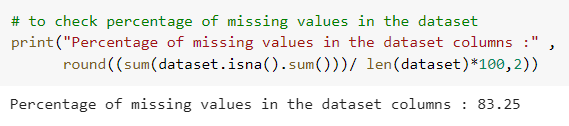 # to check percentage of missing values in the dataset
print("Percentage of missing values in the dataset columns :" ,
round((sum(dataset.isna().sum()))/ len(dataset)*100,2))
Percentage of missing values in the dataset columns : 83.25